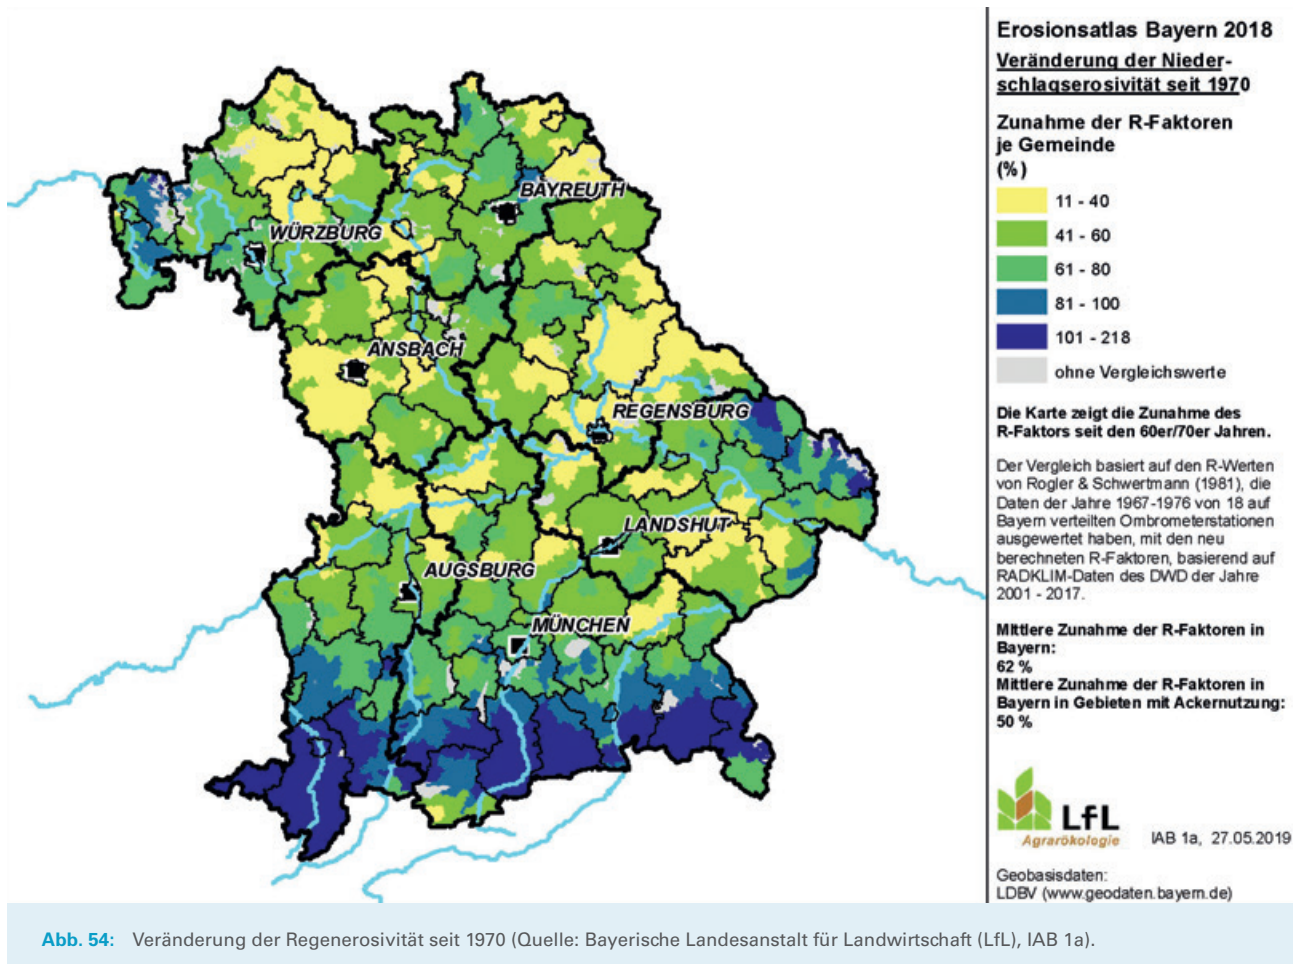 Erosionsatlas Bayern 2018
Veränderung der Nieder-
schlagserosivität seit 1970
Zunahme der R-Faktoren
je Gemeinde
(%)
11 - 40
41 - 60
61 - 80
81 - 100
101 - 218
ohne Vergleichswerte
Die Karte zeigt die Zunahme des
R-Faktors seit den 60er/70er Jahren.
Der Vergleich basiert auf den R-Werten
von Rogler & Schwertmann (1981), die
Daten der Jahre 1967-1976 von 18 auf
Bayern verteilten Ombrometerstationen
ausgewertet haben, mit den neu
berechneten R-Faktoren, basierend auf
RADKLIM-Daten des DWD der Jahre
2001 - 2017.
Mittlere Zunahme der R-Faktoren in
Bayern:
62 %
Mittlere Zunahme der R-Faktoren in
Bayern in Gebieten mit Ackernutzung:
50 %
LfL
Agrarökologie
IAB 1a, 27.05.2019
Geobasisdaten:
LDBV (www.geodaten.bayern.de)
BAYREUTH
WÜRZBURG
ANSBACH
REGENSBURG
LANDSHUT
AUGSBURG
MÜNCHEN
Abb. 54: Veränderung der Regenerosivität seit 1970 (Quelle: Bayerische Landesanstalt für Landwirtschaft (LfL), IAB 1a).